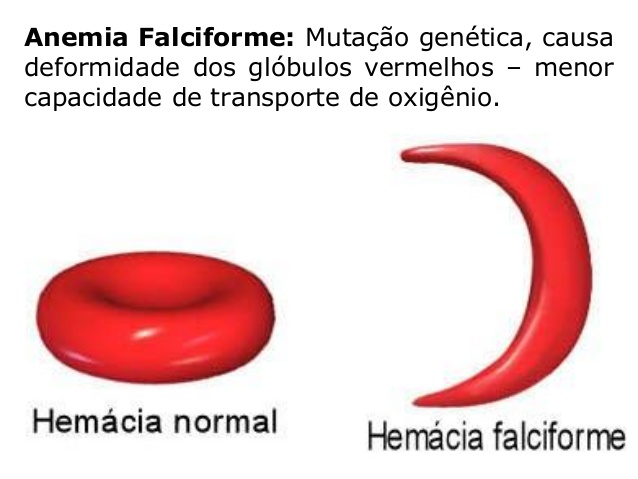 Anemia Falciforme: Mutação genética, causa
deformidade dos glóbulos vermelhos – menor
capacidade de transporte de oxigênio.
Hemácia normal
Hemácia falciforme